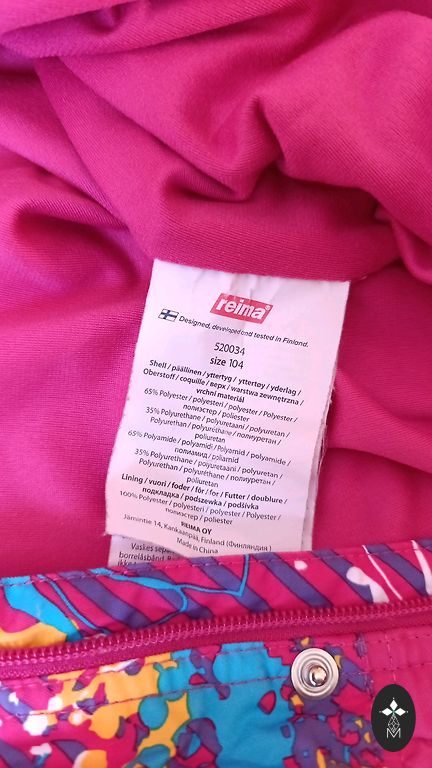 reima®
Designed, developed and tested in Finland.
520034
size 104
Shell / päällinen / yttertyg / yttertøy / yderlag /
Oberstoff / coquille / верх / warstwa zewnętrzna /
vrchní materiál
65% Polyester / polyesteri / polyester / Polyester /
полиэстер / poliester
35% Polyurethane / polyuretaani / polyuretan /
Polyurethan / polyuréthane / полиуретан /
poliuretan
65% Polyamide / polyamidi / Polyamid / polyamide /
полиамид / poliamid
35% Polyurethane / polyuretaani / polyuretan /
Polyurethan / polyuréthane / полиуретан /
poliuretan
Lining / vuori / foder / fôr / for / Futter / doublure /
подкладка / podszewka / podšívka
100% Polyester / polyesteri / polyester / Polyester /
полиэстер / poliester
REIMA OY
Jämintie 14, Kankaanpää, Finland (Финляндия)
Made in China
Vaskes separ
borrelåsbånd.
M